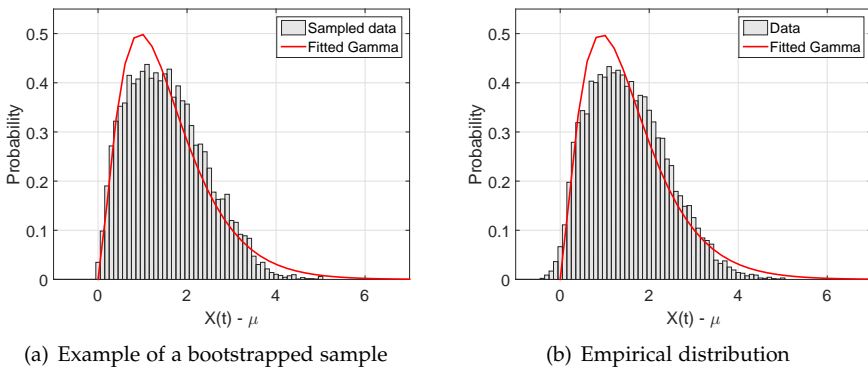 Sampled data
Fitted Gamma
0.5
0.4
0.3
0.2
0.1
0
Probability
0 2 4 6
X(t) - μ
(a) Example of a bootstrapped sample
Data
Fitted Gamma
0.5
0.4
0.3
0.2
0.1
0
Probability
0 2 4 6
X(t) - μ
(b) Empirical distribution